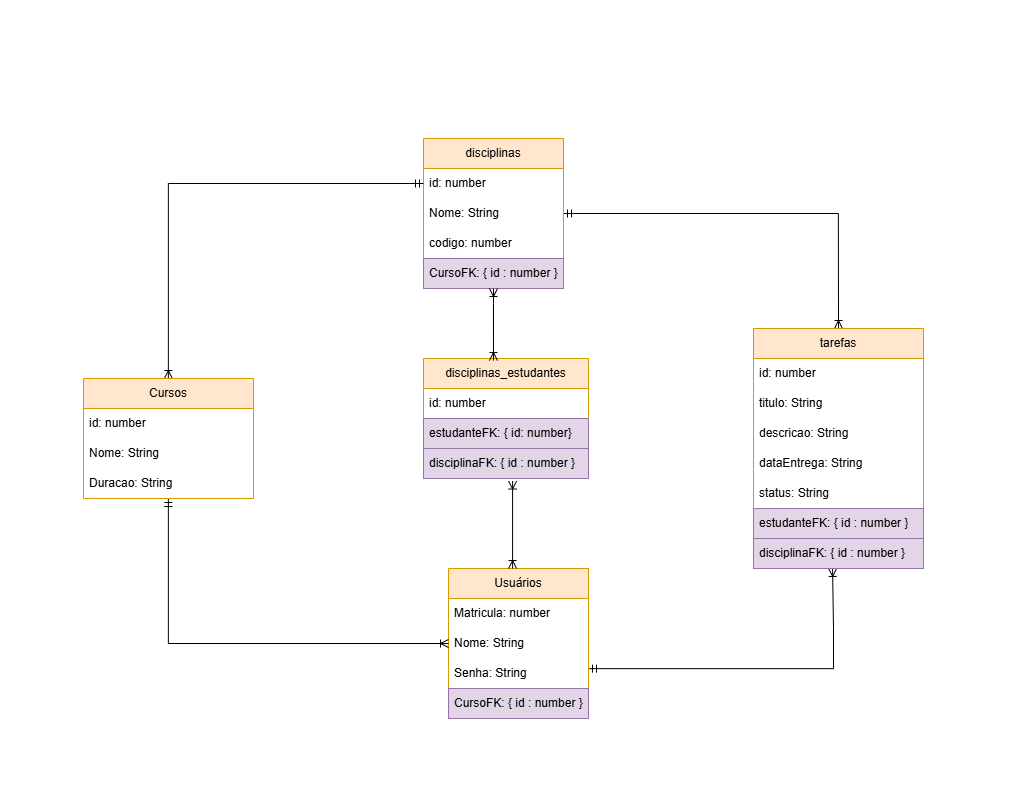 disciplinas
id: number
Nome: String
codigo: number
CursoFK: { id : number }
disciplinas_estudantes
id: number
estudanteFK: { id: number}
disciplinaFK: { id : number }
Cursos
id: number
Nome: String
Duracao: String
tarefas
id: number
titulo: String
descricao: String
dataEntrega: String
status: String
estudanteFK: { id : number }
disciplinaFK: { id : number }
Usuários
Matricula: number
Nome: String
Senha: String
CursoFK: { id : number }